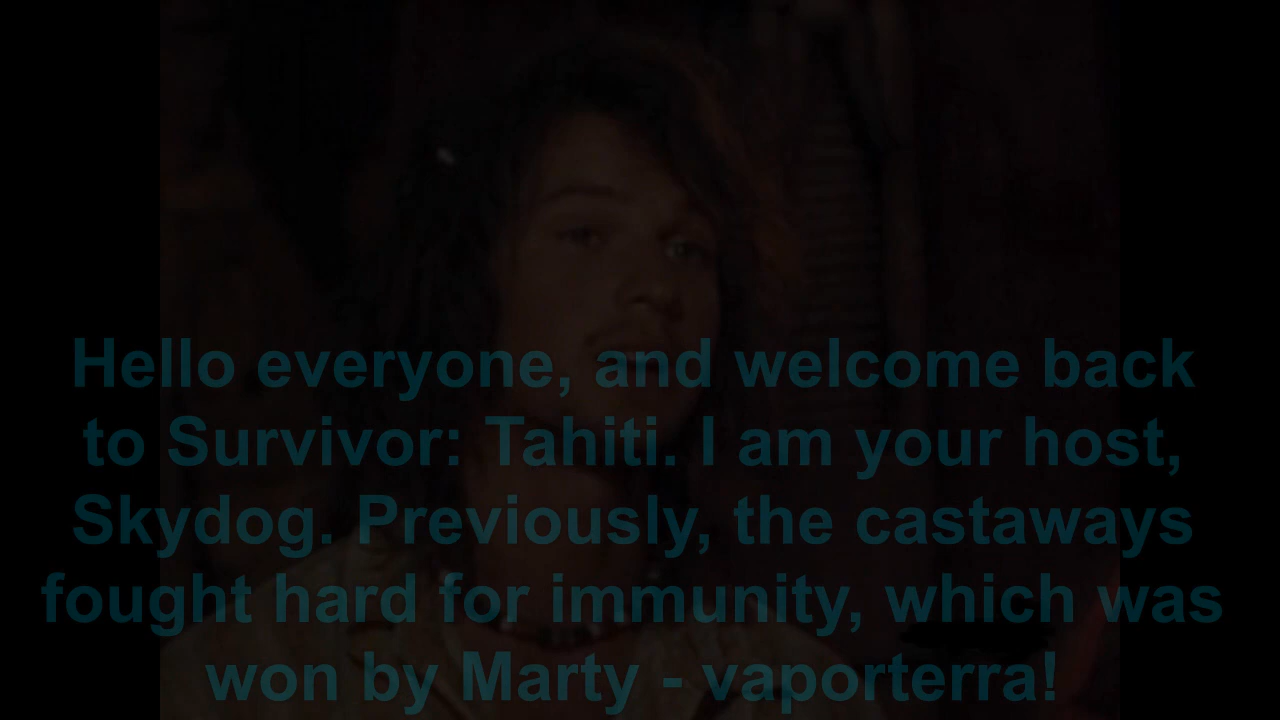 Hello everyone, and welcome back
to Survivor: Tahiti. I am your host,
Skydog. Previously, the castaways
fought hard for immunity, which was
won by Marty - vaporterra!